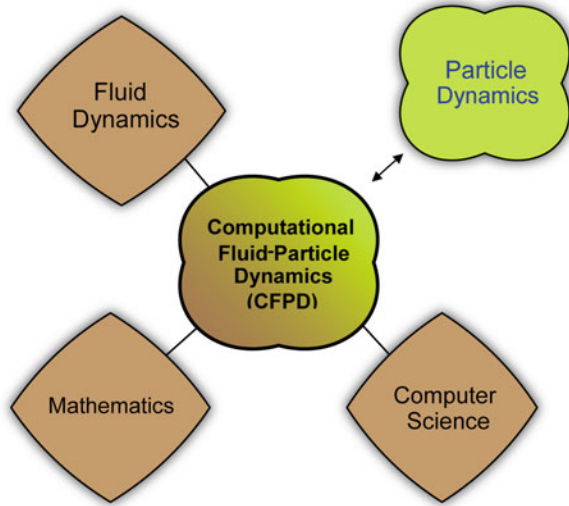 Fluid
Dynamics
Particle
Dynamics
Computational
Fluid-Particle
Dynamics
(CFPD)
Mathematics
Computer
Science